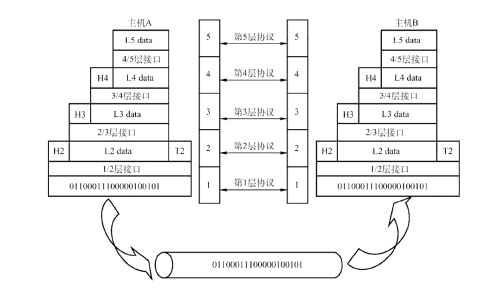 主机A
主机B
L5 data
5
第5层协议
5
L5 data
4/5层接口
4/5层接口
H4
L4 data
4
第4层协议
4
H4
L4 data
3/4层接口
3/4层接口
H3
L3 data
3
第3层协议
3
H3
L3 data
2/3层接口
2/3层接口
H2
L2 data
T2
2
第2层协议
2
H2
L2 data
T2
1/2层接口
1/2层接口
01100011100000100101
1
第1层协议
1
01100011100000100101
01100011100000100101